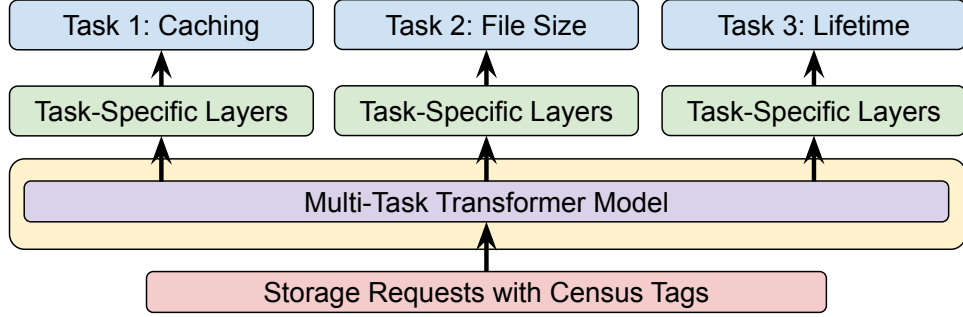 Task 1: Caching
Task 2: File Size
Task 3: Lifetime
Task-Specific Layers
Task-Specific Layers
Task-Specific Layers
Multi-Task Transformer Model
Storage Requests with Census Tags